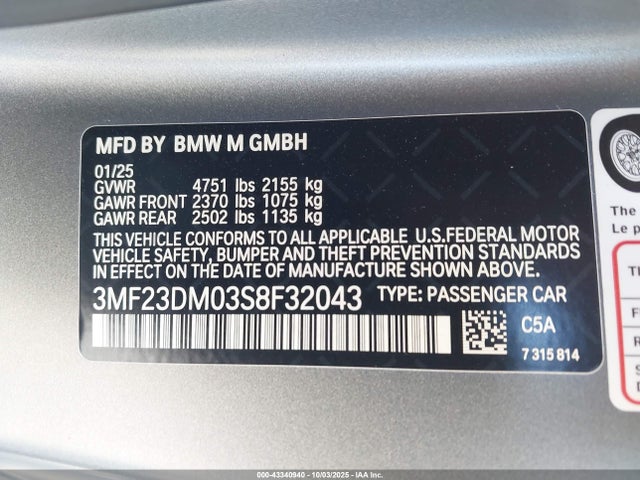 MFD BY BMW M GMBH
01/25
GVWR 4751 lbs 2155 kg
GAWR FRONT 2370 lbs 1075 kg
GAWR REAR 2502 lbs 1135 kg
THIS VEHICLE CONFORMS TO ALL APPLICABLE U.S.FEDERAL MOTOR
VEHICLE SAFETY, BUMPER AND THEFT PREVENTION STANDARDS
IN EFFECT ON THE DATE OF MANUFACTURE SHOWN ABOVE.
3MF23DM03S8F32043 TYPE: PASSENGER CAR
C5A
7 315 814
The
Le p
000-43340940 - 10/03/2025 - IAA Inc.